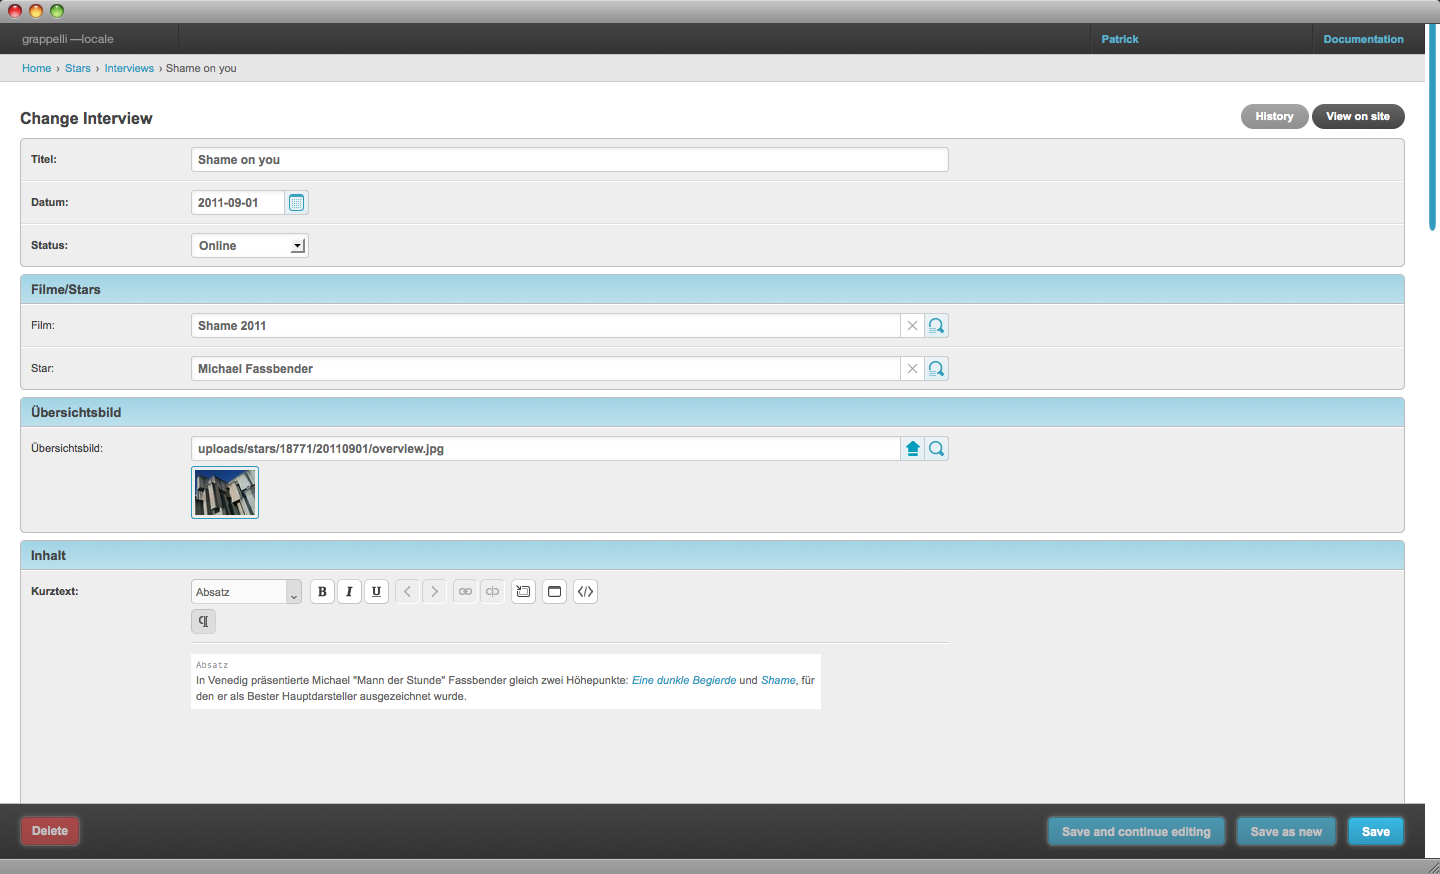 grappelli —locale
Patrick
Documentation
Home › Stars › Interviews › Shame on you
Change Interview
History
View on site
Titel:
Shame on you
Datum:
2011-09-01
Status:
Online
Filme/Stars
Film:
Shame 2011
Star:
Michael Fassbender
Übersichtsbild
Übersichtsbild:
uploads/stars/18771/20110901/overview.jpg
Inhalt
Kurztext:
Absatz
B
I
U
</>
¶
Absatz
In Venedig präsentierte Michael "Mann der Stunde" Fassbender gleich zwei Höhepunkte: Eine dunkle Begierde und Shame, für
den er als Bester Hauptdarsteller ausgezeichnet wurde.
Delete
Save and continue editing
Save as new
Save